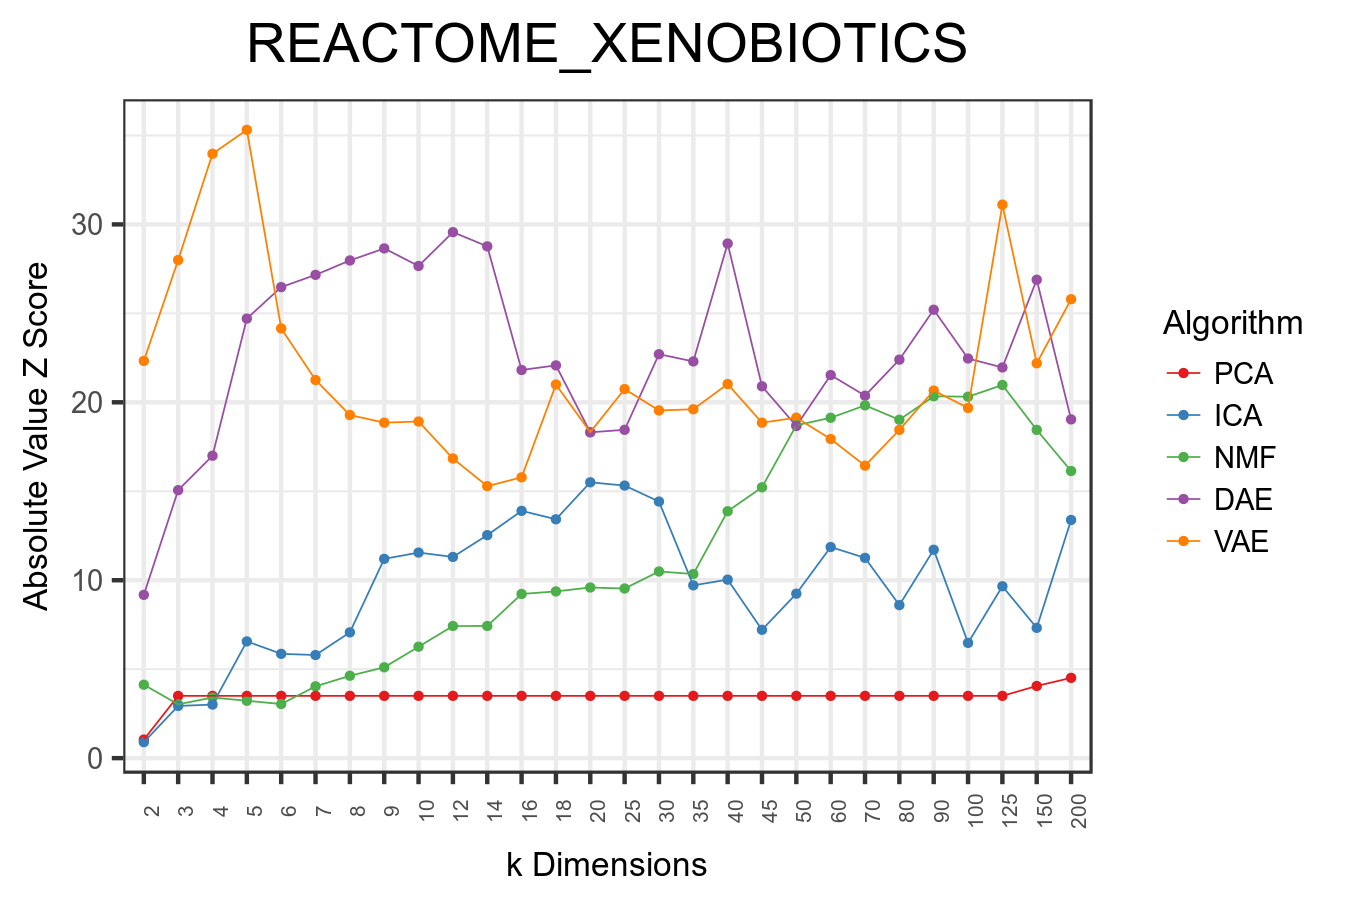 REACTOME_XENOBIOTICS
Absolute Value Z Score
30
20
10
0
2 3 4 5 6 7 8 9 10 12 14 16 18 20 25 30 35 40 45 50 60 70 80 90 100 125 150 200
k Dimensions
Algorithm
PCA
ICA
NMF
DAE
VAE